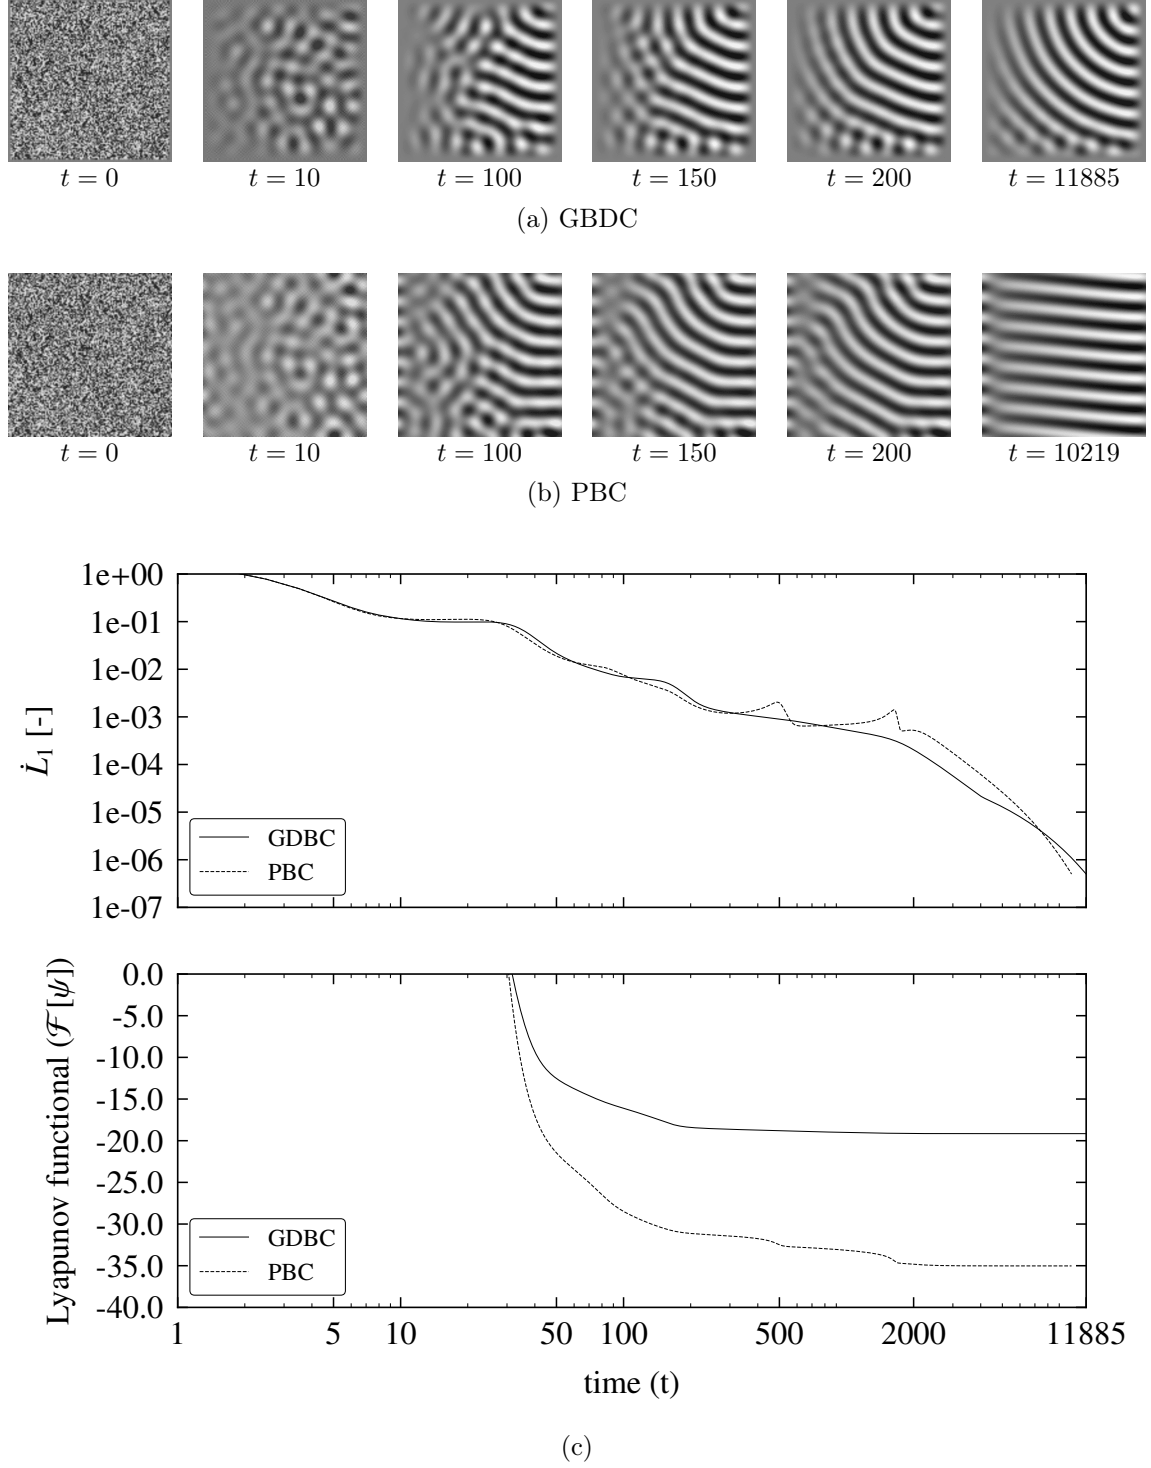 t = 0 t = 10 t = 100 t = 150 t = 200 t = 11885
(a) GBDC
t = 0 t = 10 t = 100 t = 150 t = 200 t = 10219
(b) PBC
1e+00
1e-01
1e-02
1e-03
1e-04
1e-05
1e-06
1e-07
L̇₁ [-]
GDBC
PBC
0.0
-5.0
-10.0
-15.0
-20.0
-25.0
-30.0
-35.0
-40.0
Lyapunov functional (ℱ[ψ])
GDBC
PBC
1 5 10 50 100 500 2000 11885
time (t)
(c)